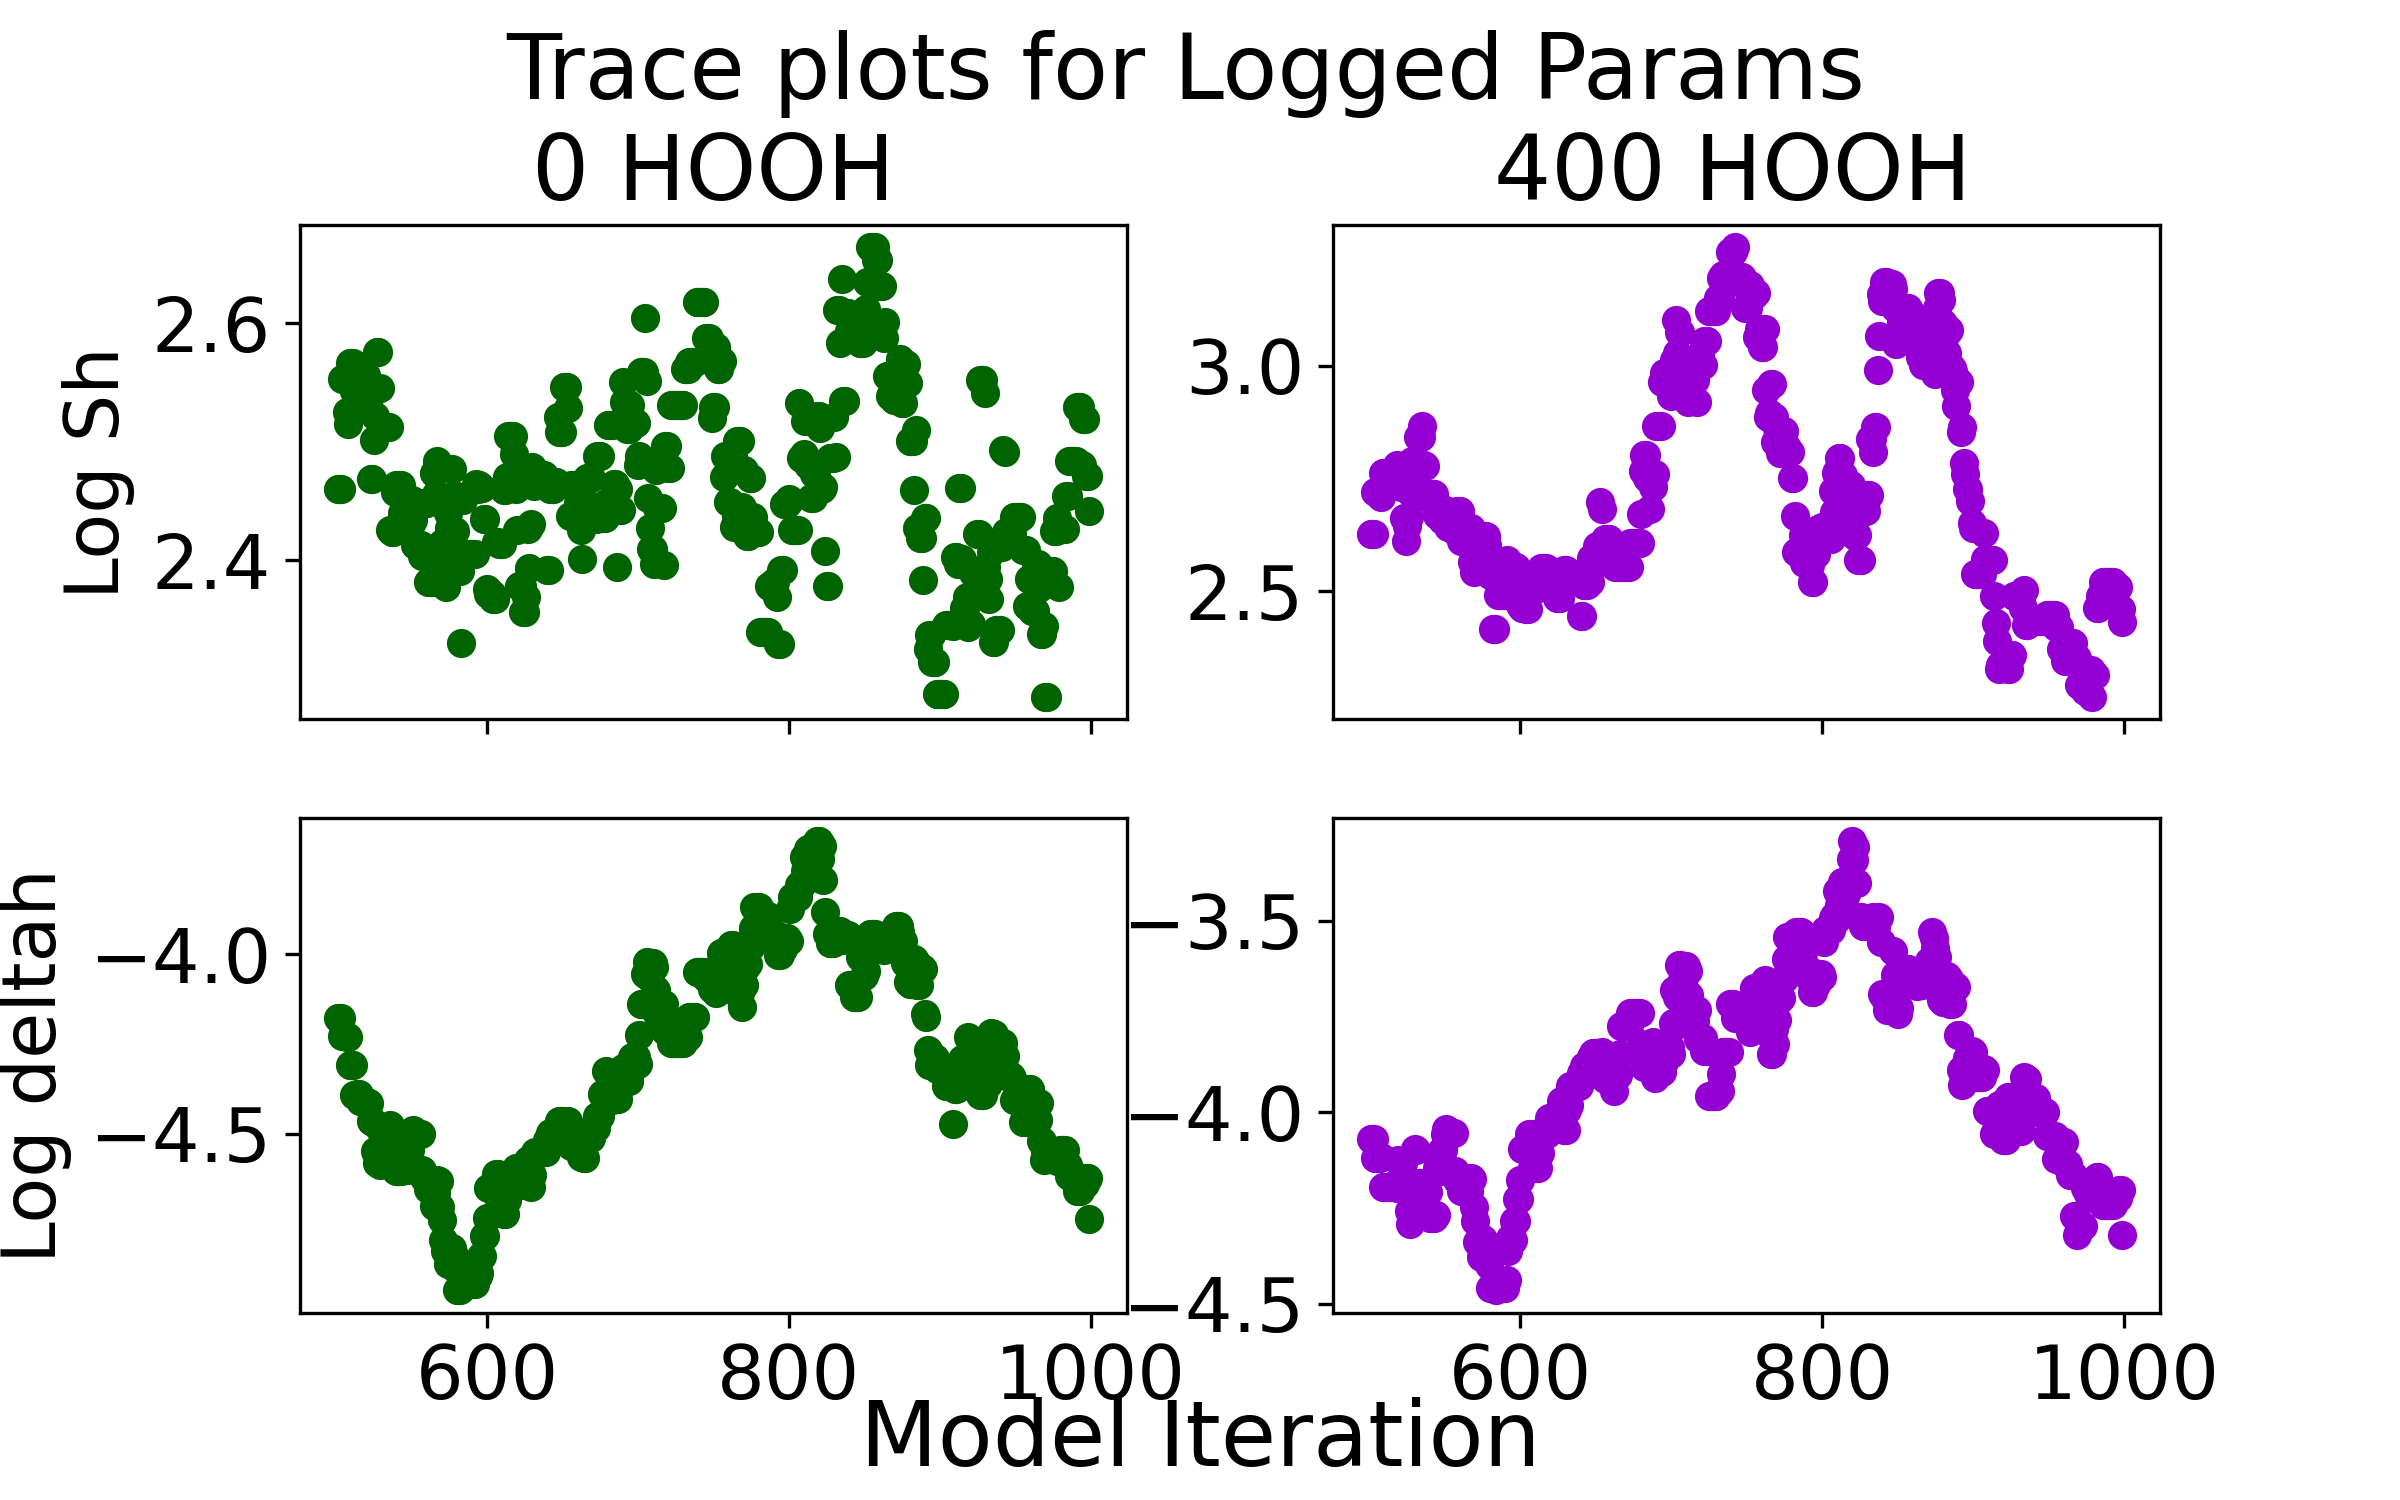 Trace plots for Logged Params
0 HOOH
400 HOOH
Log Sh
2.6
2.4
3.0
2.5
Log deltah
−4.0
−4.5
−3.5
−4.0
−4.5
600
800
1000
600
800
1000
Model Iteration